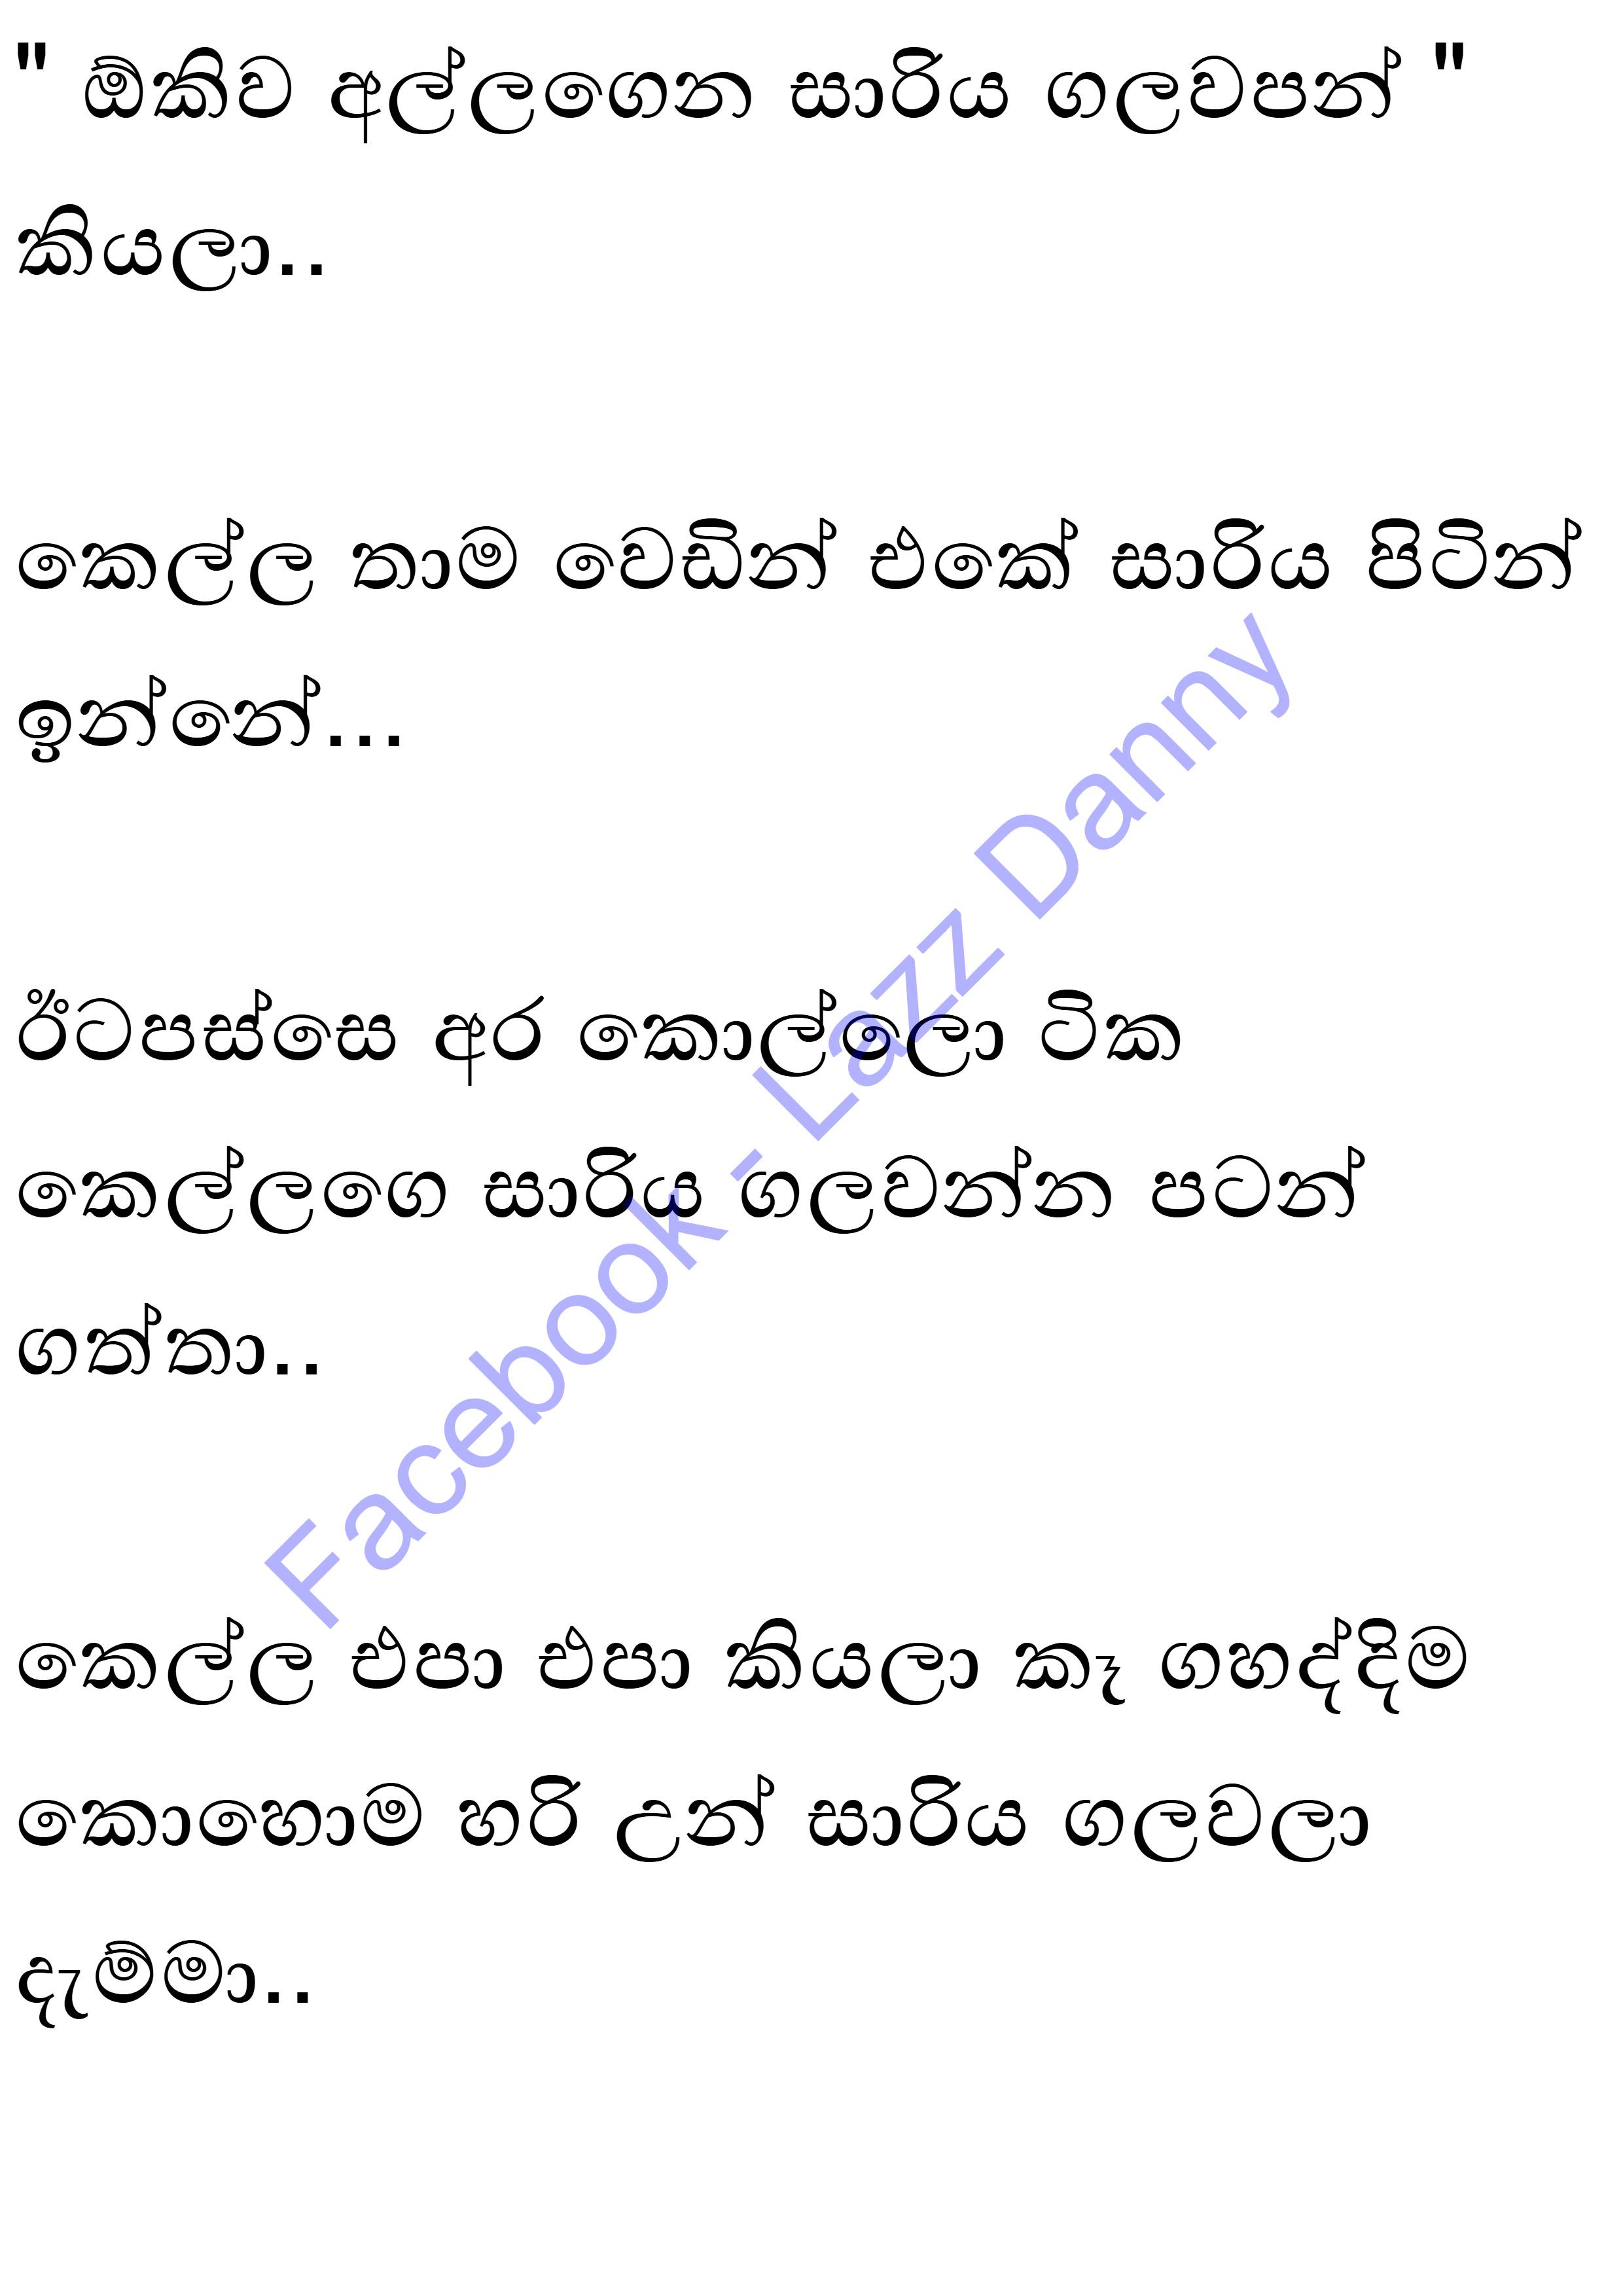 " ඕකිව අල්ලගෙන සාරිය ගලවපන් "
කියලා..
කෙල්ල තාම වෙඩින් එකේ සාරිය පිටින්
ඉන්නේ...
ඊටපස්සෙ අර කොල්ලො ටික
කෙල්ලගෙ සාරිය ගලවන්න පටන්
ගත්තා..
කෙල්ල එපා එපා කියලා කෑ ගහද්දිම
කොහොම හරි උන් සාරිය ගලවලා
දැම්මා..
Facebook - Lazz Danny